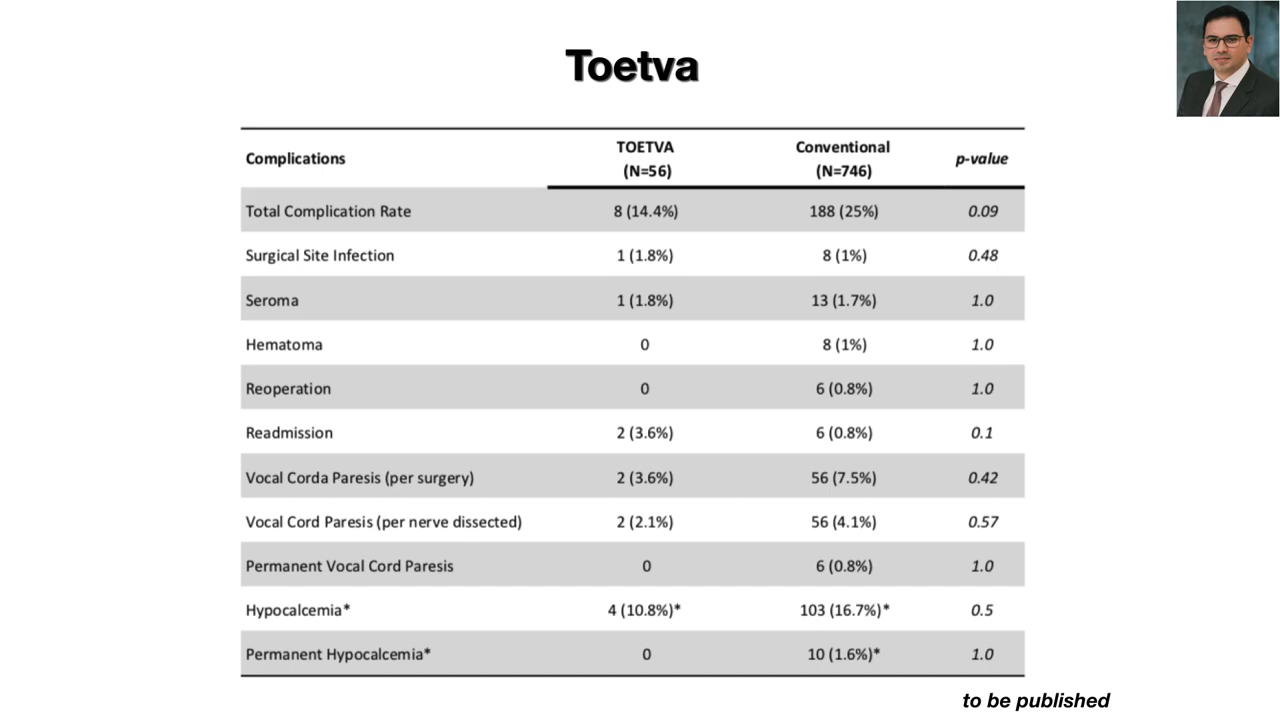 Toetva
Complications TOETVA (N=56) Conventional (N=746) p-value
Total Complication Rate 8 (14.4%) 188 (25%) 0.09
Surgical Site Infection 1 (1.8%) 8 (1%) 0.48
Seroma 1 (1.8%) 13 (1.7%) 1.0
Hematoma 0 8 (1%) 1.0
Reoperation 0 6 (0.8%) 1.0
Readmission 2 (3.6%) 6 (0.8%) 0.1
Vocal Corda Paresis (per surgery) 2 (3.6%) 56 (7.5%) 0.42
Vocal Cord Paresis (per nerve dissected) 2 (2.1%) 56 (4.1%) 0.57
Permanent Vocal Cord Paresis 0 6 (0.8%) 1.0
Hypocalcemia* 4 (10.8%)* 103 (16.7%)* 0.5
Permanent Hypocalcemia* 0 10 (1.6%)* 1.0
to be published